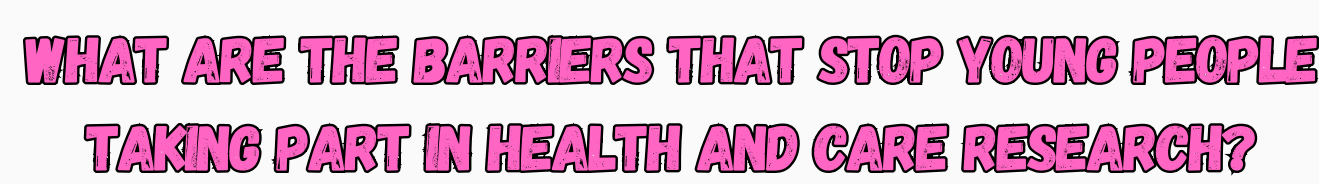 WHAT ARE THE BARRIERS THAT STOP YOUNG PEOPLE
TAKING PART IN HEALTH AND CARE RESEARCH?